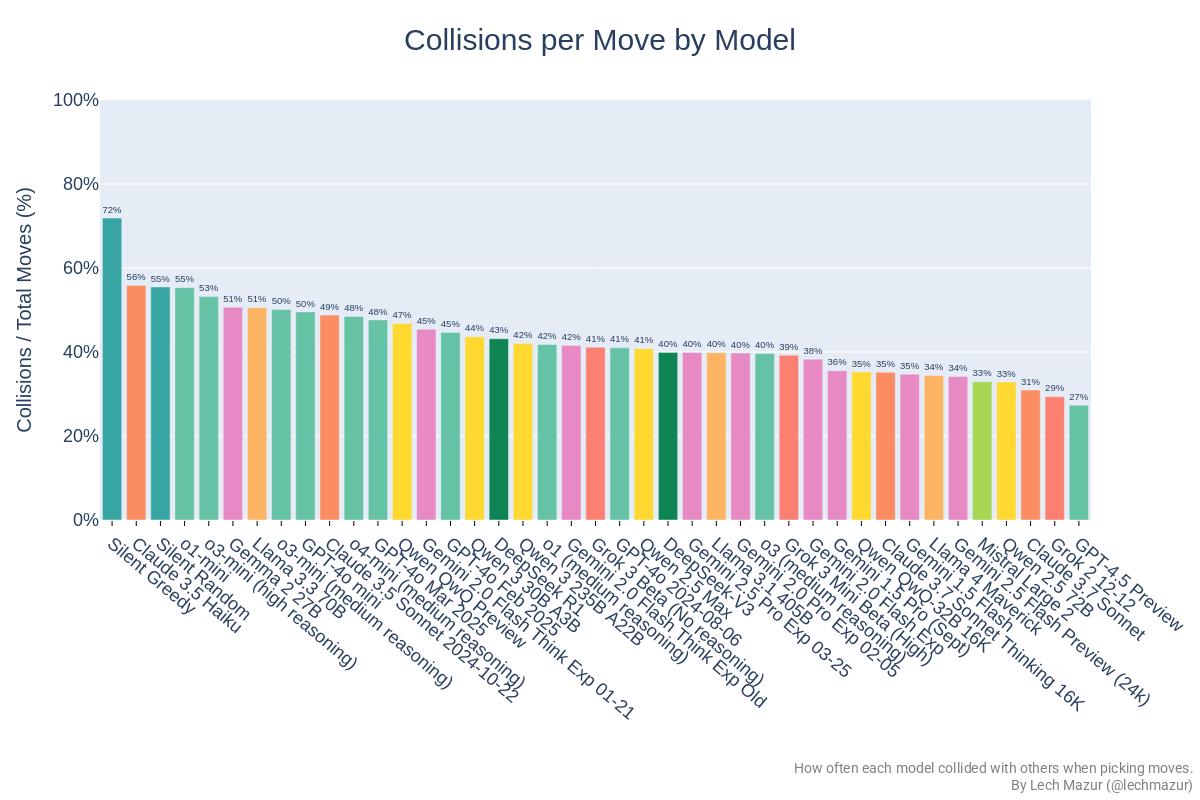 Collisions per Move by Model
Collisions / Total Moves (%)
100%
80%
60%
40%
20%
0%
72%
56%
55%
55%
53%
51%
51%
50%
50%
49%
48%
48%
47%
45%
45%
44%
43%
42%
42%
42%
41%
41%
41%
40%
40%
40%
40%
40%
39%
38%
36%
35%
35%
35%
34%
34%
33%
33%
31%
29%
27%
Silent Greedy
Claude 3.5 Haiku
Silent Random
o1-mini
o3-mini (high reasoning)
Gemma 2 27B
Llama 3.3 70B
o3-mini (medium reasoning)
GPT-4o mini
Claude 3.5 Sonnet 2024-10-22
o4-mini (medium reasoning)
GPT-4o Mar 2025
Qwen QwQ Preview
Gemini 2.0 Flash Think Exp 01-21
GPT-4o Feb 2025
Qwen 3 30B A3B
DeepSeek R1
Qwen 3 235B A22B
o1 (medium reasoning)
Gemini 2.0 Flash Think Exp Old
Grok 3 Beta (No reasoning)
GPT-4o 2024-08-06
Qwen 2.5 Max
DeepSeek-V3
Gemini 2.5 Pro Exp 03-25
Llama 3.1 405B
Gemini 2.0 Pro Exp 02-05
o3 (medium reasoning)
Grok 3 Mini Beta (High)
Gemini 2.0 Flash Exp
Gemini 1.5 Pro (Sept)
Qwen QwQ-32B 16K
Claude 3.7 Sonnet Thinking 16K
Gemini 1.5 Flash
Llama 4 Maverick
Gemini 2.5 Flash Preview (24k)
Mistral Large 2
Qwen 2.5 72B
Claude 3.7 Sonnet
Grok 2 12-12
GPT-4.5 Preview
How often each model collided with others when picking moves.
By Lech Mazur (@lechmazur)